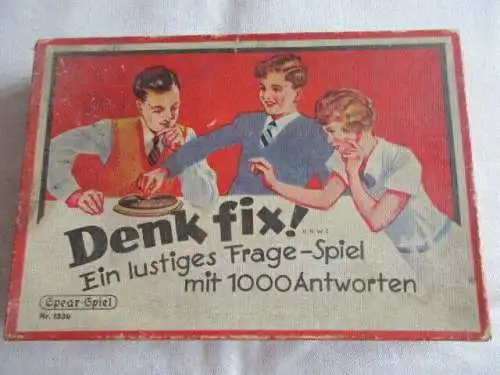 Denk fix!
Ein lustiges Frage-Spiel
mit 1000 Antworten
Spear-Spiel